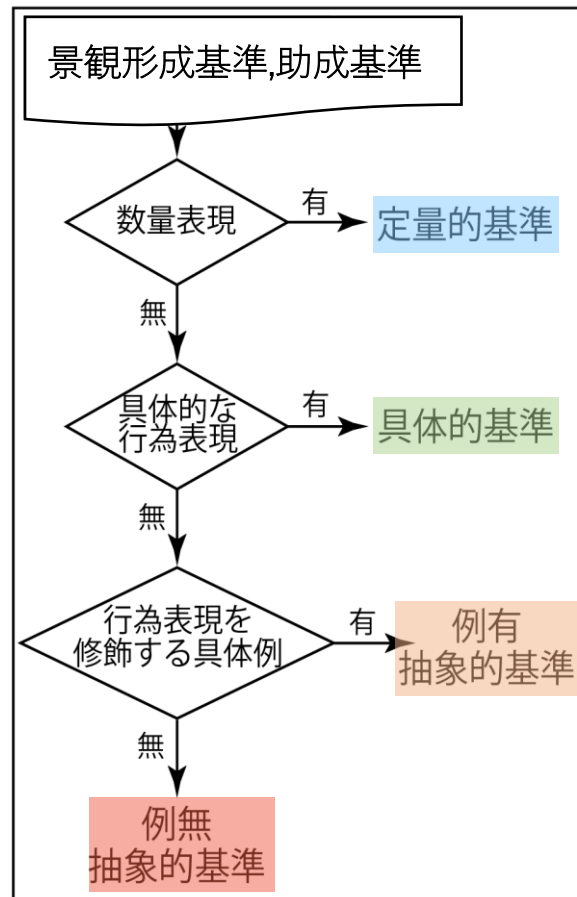 景観形成基準,助成基準
数量表現
有
定量的基準
無
具体的な
行為表現
有
具体的基準
無
行為表現を
修飾する具体例
有
例有
抽象的基準
無
例無
抽象的基準